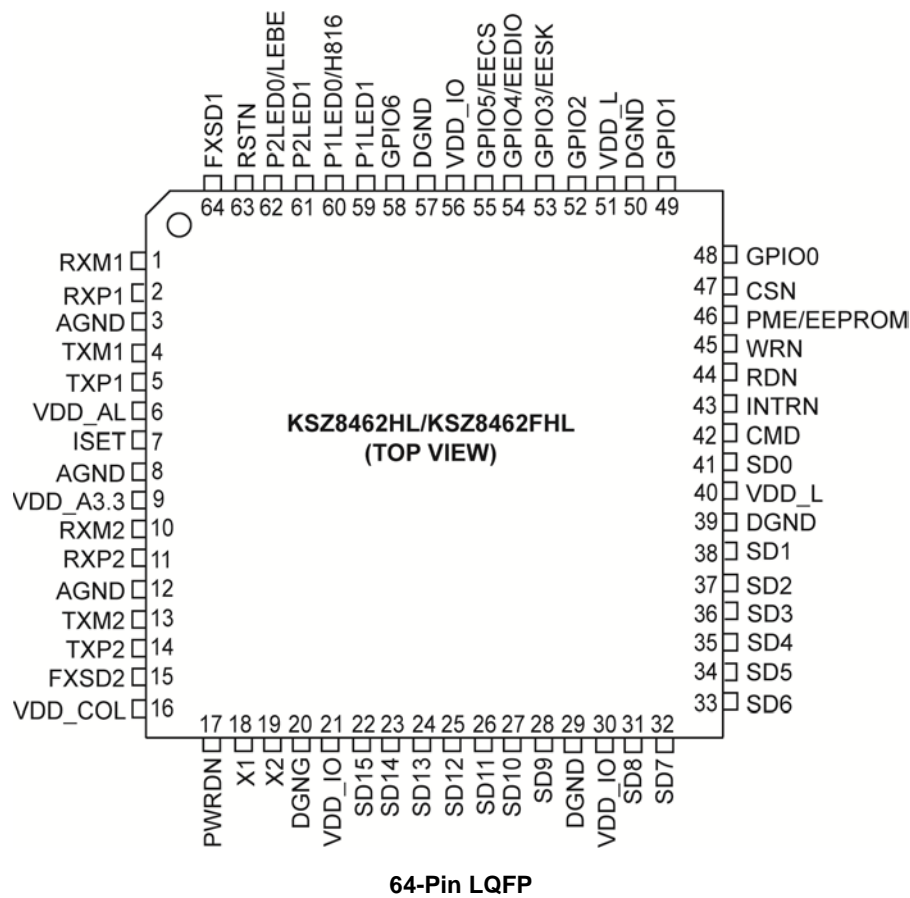 FXSD1
RSTN
P2LED0/LEBE
P2LED1
P1LED0/H816
P1LED1
GPIO6
DGND
VDD_IO
GPIO5/EECS
GPIO4/EEDIO
GPIO3/EESK
GPIO2
VDD_L
DGND
GPIO1
64 63 62 61 60 59 58 57 56 55 54 53 52 51 50 49
RXM1 1
RXP1 2
AGND 3
TXM1 4
TXP1 5
VDD_AL 6
ISET 7
AGND 8
VDD_A3.3 9
RXM2 10
RXP2 11
AGND 12
TXM2 13
TXP2 14
FXSD2 15
VDD_COL 16
KSZ8462HL/KSZ8462FHL
(TOP VIEW)
48 GPIO0
47 CSN
46 PME/EEPROM
45 WRN
44 RDN
43 INTRN
42 CMD
41 SD0
40 VDD_L
39 DGND
38 SD1
37 SD2
36 SD3
35 SD4
34 SD5
33 SD6
17 18 19 20 21 22 23 24 25 26 27 28 29 30 31 32
PWRDN
X1
X2
DGNG
VDD_IO
SD15
SD14
SD13
SD12
SD11
SD10
SD9
DGND
VDD_IO
SD8
SD7
64-Pin LQFP